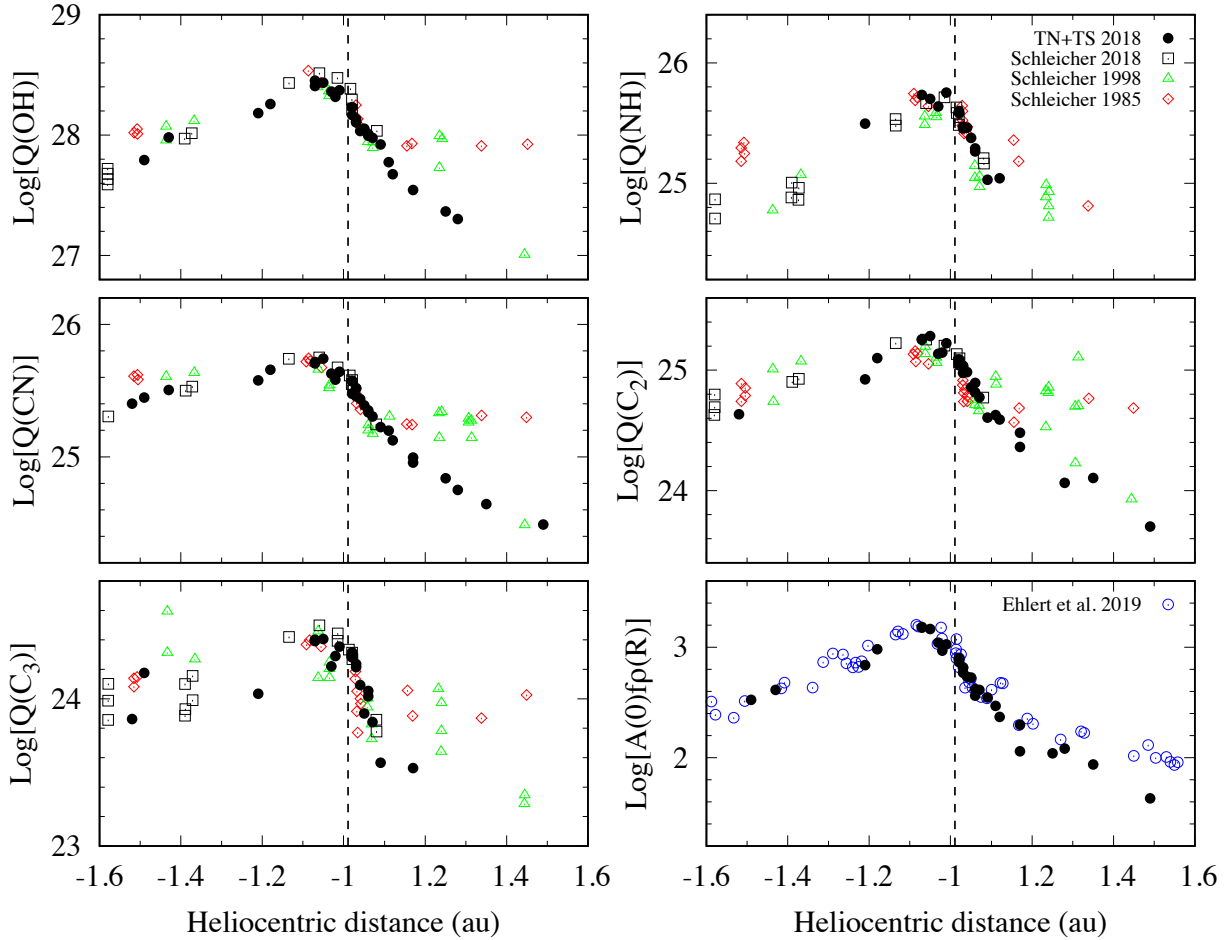 29
28
27
Log[Q(OH)]
26
25
Log[Q(NH)]
TN+TS 2018
Schleicher 2018
Schleicher 1998
Schleicher 1985
26
25
Log[Q(CN)]
25
24
Log[Q(C2)]
24
23
Log[Q(C3)]
-1.6 -1.4 -1.2 -1 1.2 1.4 1.6
Heliocentric distance (au)
3
2
Log[A(0)fρ(R)]
Ehlert et al. 2019
-1.6 -1.4 -1.2 -1 1.2 1.4 1.6
Heliocentric distance (au)